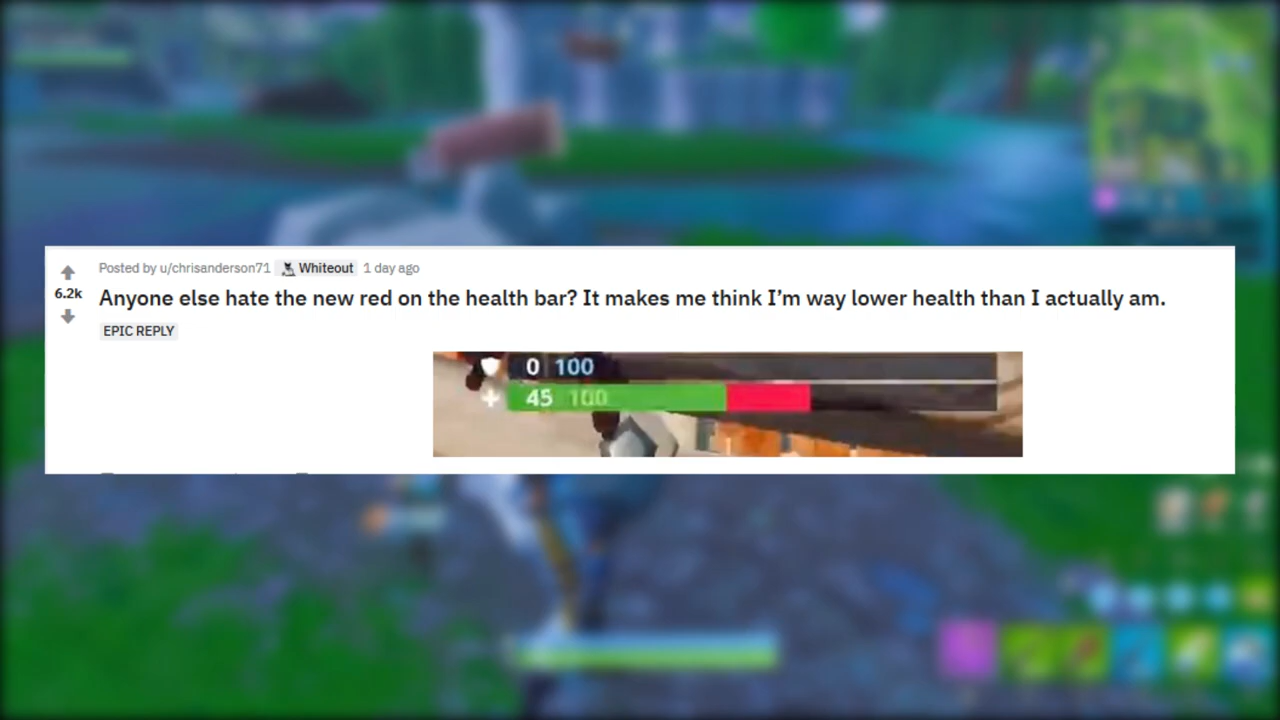 Posted by u/chrisanderson71 Whiteout 1 day ago
6.2k
Anyone else hate the new red on the health bar? It makes me think I’m way lower health than I actually am.
EPIC REPLY
0 100
45 100